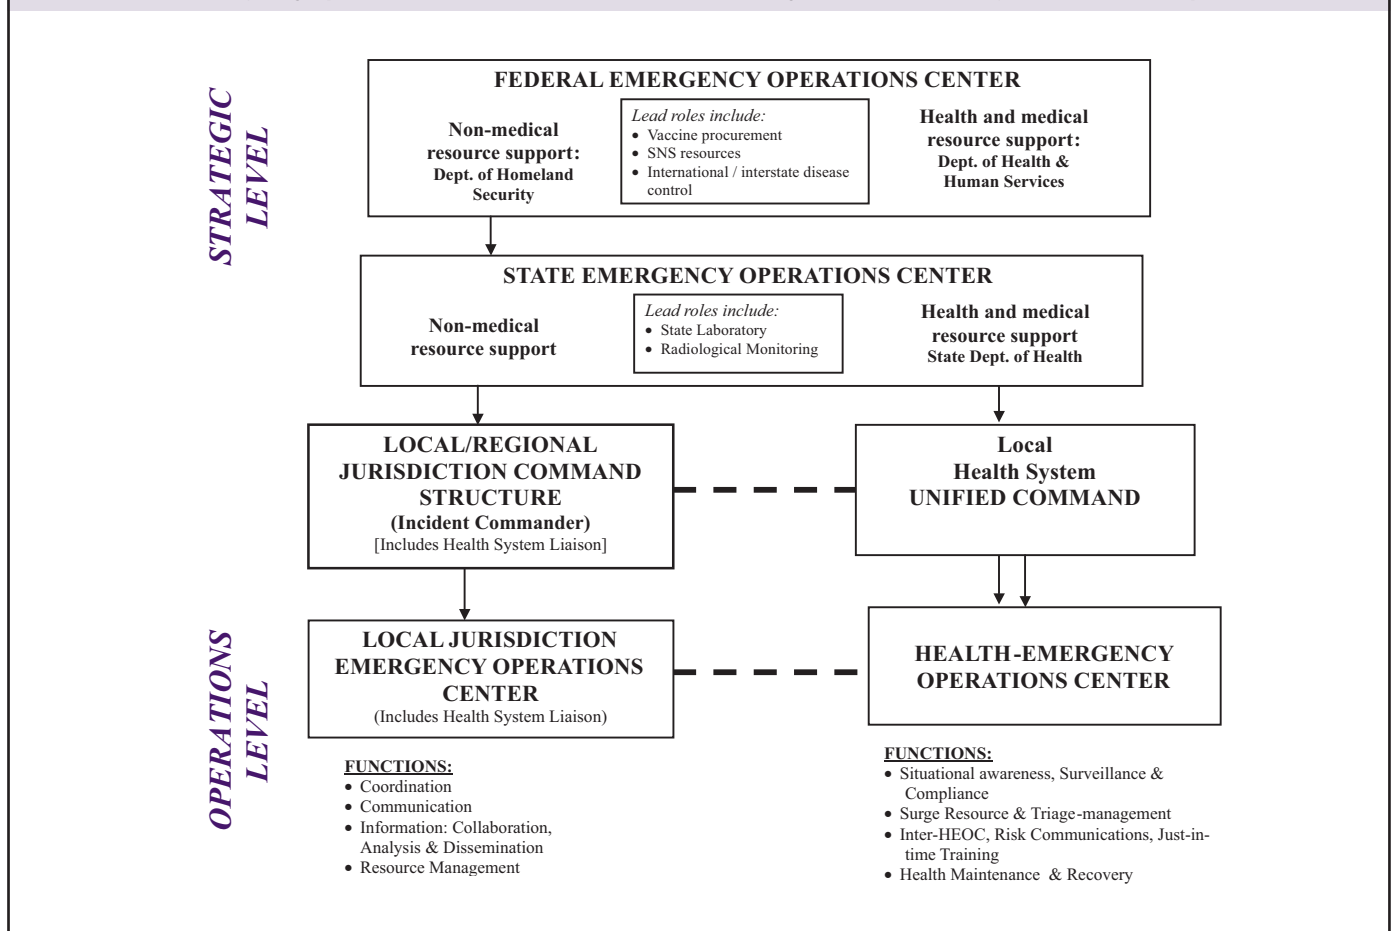 STRATEGIC
LEVEL
FEDERAL EMERGENCY OPERATIONS CENTER
Non-medical
resource support:
Dept. of Homeland
Security
Lead roles include:
• Vaccine procurement
• SNS resources
• International / interstate disease
control
Health and medical
resource support:
Dept. of Health &
Human Services
STATE EMERGENCY OPERATIONS CENTER
Non-medical
resource support
Lead roles include:
• State Laboratory
• Radiological Monitoring
Health and medical
resource support
State Dept. of Health
LOCAL/REGIONAL
JURISDICTION COMMAND
STRUCTURE
(Incident Commander)
[Includes Health System Liaison]
Local
Health System
UNIFIED COMMAND
OPERATIONS
LEVEL
LOCAL JURISDICTION
EMERGENCY OPERATIONS
CENTER
(Includes Health System Liaison)
HEALTH-EMERGENCY
OPERATIONS CENTER
FUNCTIONS:
• Coordination
• Communication
• Information: Collaboration,
Analysis & Dissemination
• Resource Management
FUNCTIONS:
• Situational awareness, Surveillance &
Compliance
• Surge Resource & Triage-management
• Inter-HEOC, Risk Communications, Just-in-
time Training
• Health Maintenance & Recovery